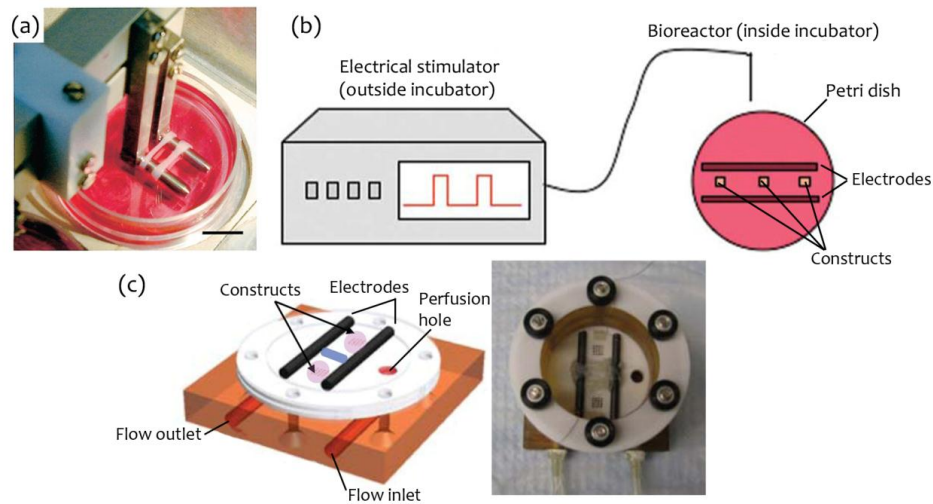 (a)
(b)
Electrical stimulator
(outside incubator)
Bioreactor (inside incubator)
Petri dish
Electrodes
Constructs
(c)
Constructs
Electrodes
Perfusion
hole
Flow outlet
Flow inlet